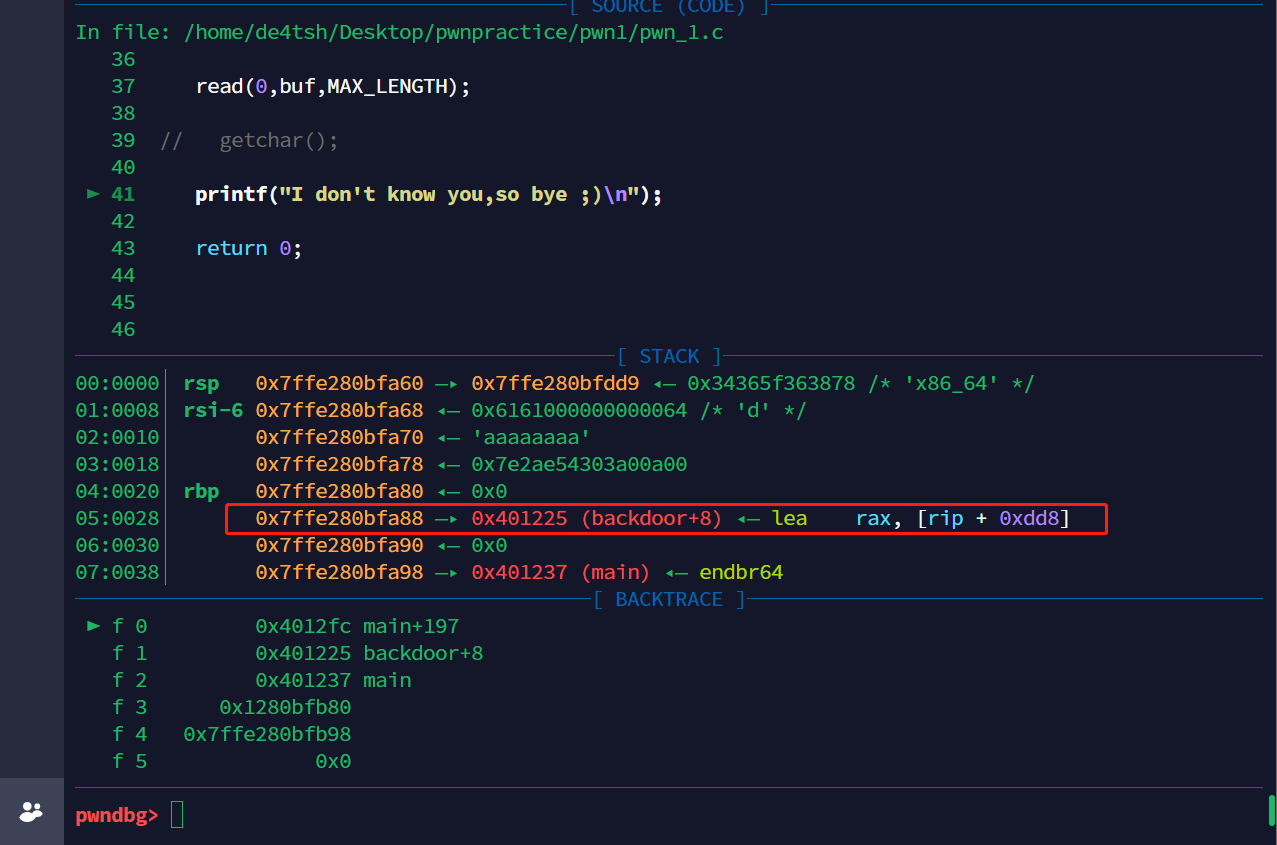 [ SOURCE (CODE) ]
In file: /home/de4tsh/Desktop/pwnpractice/pwn1/pwn_1.c
36
37     read(0,buf,MAX_LENGTH);
38
39  //   getchar();
40
► 41     printf("I don't know you,so bye ;)\n");
42
43     return 0;
44
45
46
[ STACK ]
00:0000│ rsp   0x7ffe280bfa60 —▸ 0x7ffe280bfdd9 ◂— 0x34365f363878 /* 'x86_64' */
01:0008│ rsi-6 0x7ffe280bfa68 ◂— 0x6161000000000064 /* 'd' */
02:0010│       0x7ffe280bfa70 ◂— 'aaaaaaaa'
03:0018│       0x7ffe280bfa78 ◂— 0x7e2ae54303a00a00
04:0020│ rbp   0x7ffe280bfa80 ◂— 0x0
05:0028│       0x7ffe280bfa88 —▸ 0x401225 (backdoor+8) ◂— lea    rax, [rip + 0xdd8]
06:0030│       0x7ffe280bfa90 ◂— 0x0
07:0038│       0x7ffe280bfa98 —▸ 0x401237 (main) ◂— endbr64
[ BACKTRACE ]
► f 0         0x4012fc main+197
f 1         0x401225 backdoor+8
f 2         0x401237 main
f 3      0x1280bfb80
f 4   0x7ffe280bfb98
f 5              0x0
pwndbg>